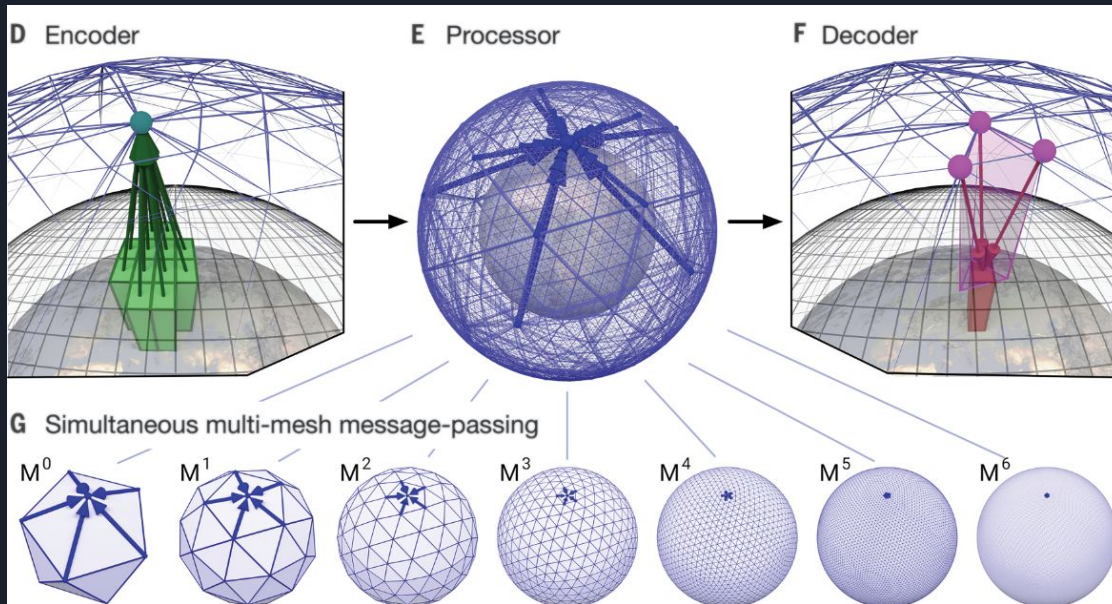 D Encoder
E Processor
F Decoder
G Simultaneous multi-mesh message-passing
M⁰ M¹ M² M³ M⁴ M⁵ M⁶